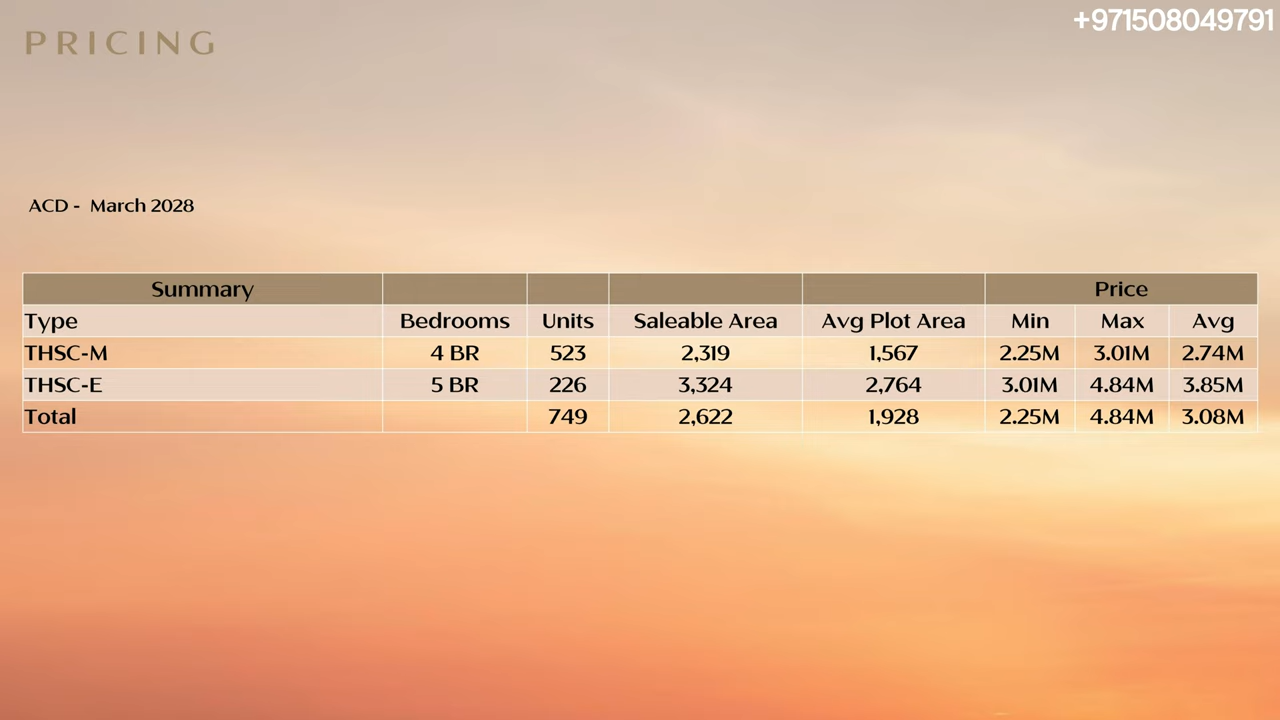 PRICING
+971508049791
ACD - March 2028
Summary Price
Type Bedrooms Units Saleable Area Avg Plot Area Min Max Avg
THSC-M 4 BR 523 2,319 1,567 2.25M 3.01M 2.74M
THSC-E 5 BR 226 3,324 2,764 3.01M 4.84M 3.85M
Total 749 2,622 1,928 2.25M 4.84M 3.08M